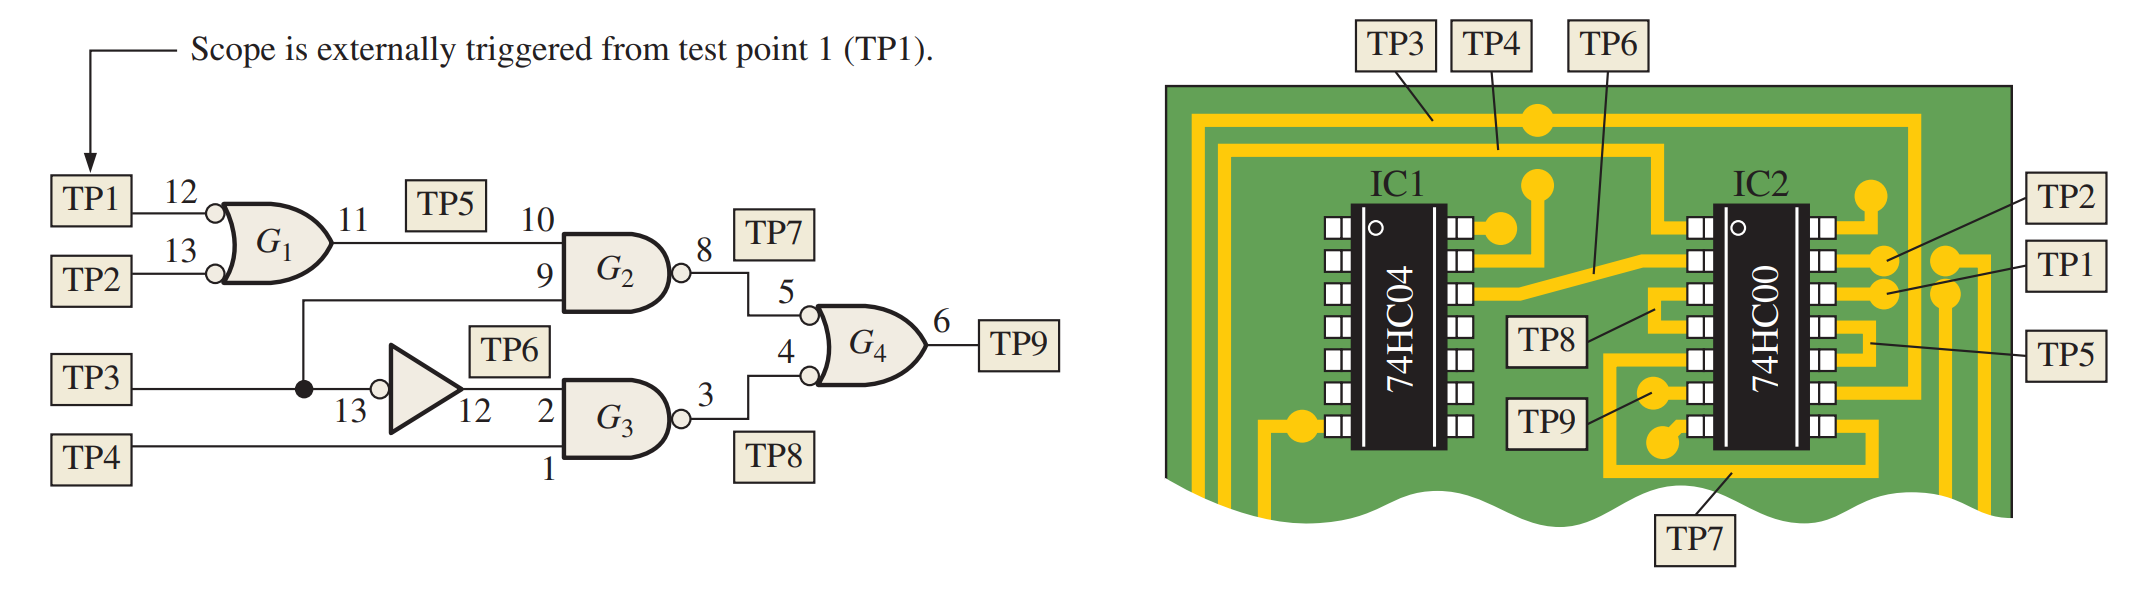 Scope is externally triggered from test point 1 (TP1).
TP1
12
13
TP2
G1
11
TP5
10
9
G2
8
TP7
TP3
13
12
TP6
2
1
G3
3
TP8
TP4
5
4
G4
6
TP9
TP3
TP4
TP6
IC1
74HC04
IC2
74HC00
TP2
TP1
TP5
TP8
TP9
TP7